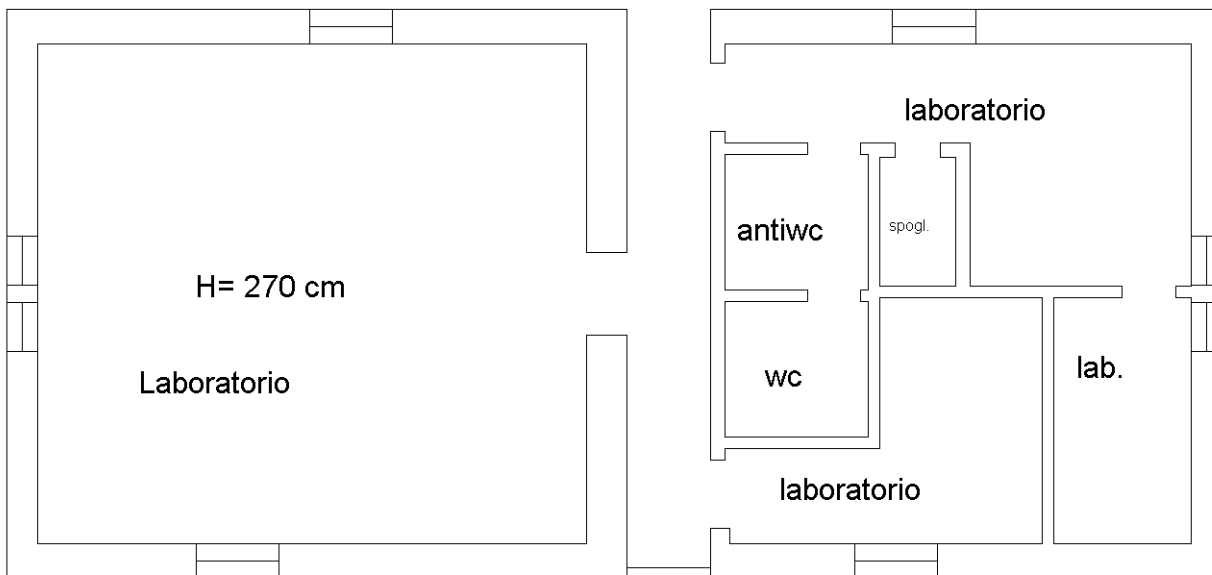 laboratorio
antiwc
spogl.
H= 270 cm
Laboratorio
wc
lab.
laboratorio